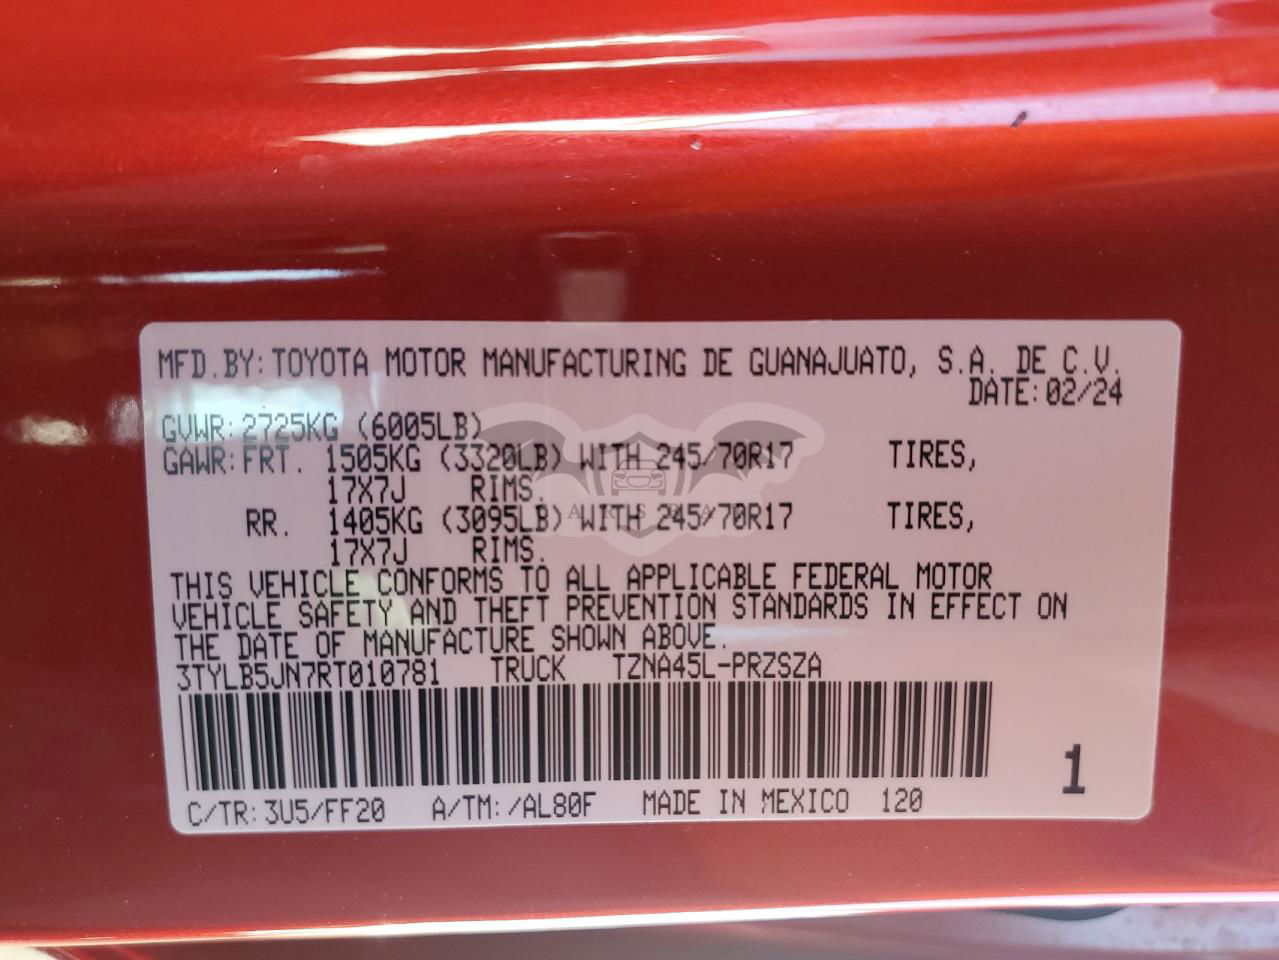 MFD.BY:TOYOTA MOTOR MANUFACTURING DE GUANAJUATO, S.A. DE C.V.
DATE:02/24
GVWR:2725KG (6005LB)
GAWR:FRT. 1505KG (3320LB) WITH 245/70R17 TIRES,
17X7J RIMS.
RR. 1405KG (3095LB) WITH 245/70R17 TIRES,
17X7J RIMS.
THIS VEHICLE CONFORMS TO ALL APPLICABLE FEDERAL MOTOR
VEHICLE SAFETY AND THEFT PREVENTION STANDARDS IN EFFECT ON
THE DATE OF MANUFACTURE SHOWN ABOVE.
3TYLB5JN7RT010781 TRUCK TZNA45L-PRZSZA
1
C/TR:3U5/FF20 A/TM:/AL80F MADE IN MEXICO 120